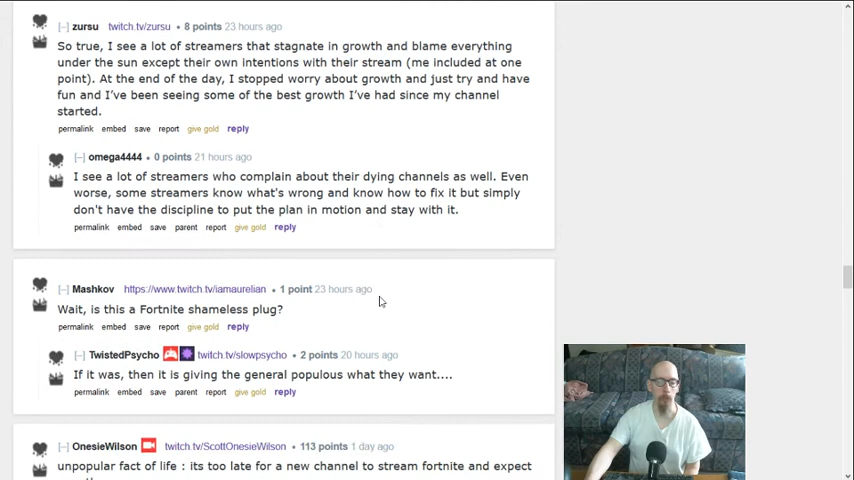 [–] zursu twitch.tv/zursu • 8 points 23 hours ago
So true, I see a lot of streamers that stagnate in growth and blame everything
under the sun except their own intentions with their stream (me included at one
point). At the end of the day, I stopped worry about growth and just try and have
fun and I've been seeing some of the best growth I've had since my channel
started.
permalink embed save report give gold reply
[–] omega4444 • 0 points 21 hours ago
I see a lot of streamers who complain about their dying channels as well. Even
worse, some streamers know what's wrong and know how to fix it but simply
don't have the discipline to put the plan in motion and stay with it.
permalink embed save parent report give gold reply
[–] Mashkov https://www.twitch.tv/iamaurelian • 1 point 23 hours ago
Wait, is this a Fortnite shameless plug?
permalink embed save report give gold reply
[–] TwistedPsycho twitch.tv/slowpsycho • 2 points 20 hours ago
If it was, then it is giving the general populous what they want....
permalink embed save parent report give gold reply
[–] OnesieWilson twitch.tv/ScottOnesieWilson • 113 points 1 day ago
unpopular fact of life : its too late for a new channel to stream fortnite and expect